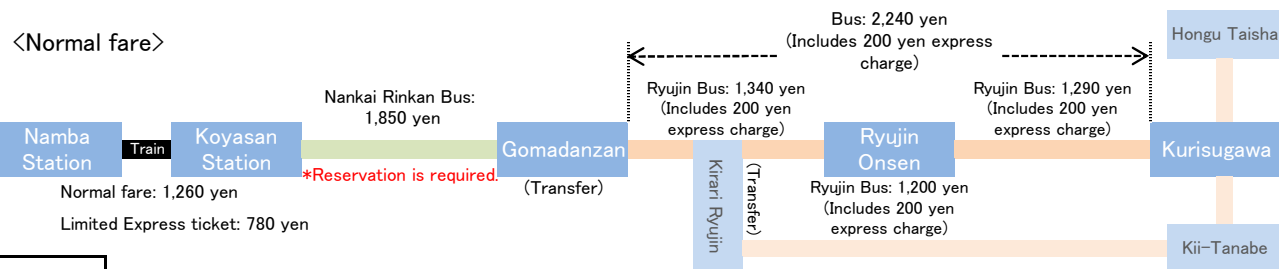 <Normal fare>
Bus: 2,240 yen
(Includes 200 yen express
charge)
Hongu Taisha
Nankai Rinkan Bus:
1,850 yen
Ryujin Bus: 1,340 yen
(Includes 200 yen
express charge)
Ryujin Bus: 1,290 yen
(Includes 200 yen
express charge)
Namba
Station
Train
Koyasan
Station
Gomadanzan
Ryujin
Onsen
Kurisugawa
*Reservation is required.
(Transfer)
Kirari Ryujin
(Transfer)
Normal fare: 1,260 yen
Limited Express ticket: 780 yen
Ryujin Bus: 1,200 yen
(Includes 200 yen
express charge)
Kii-Tanabe